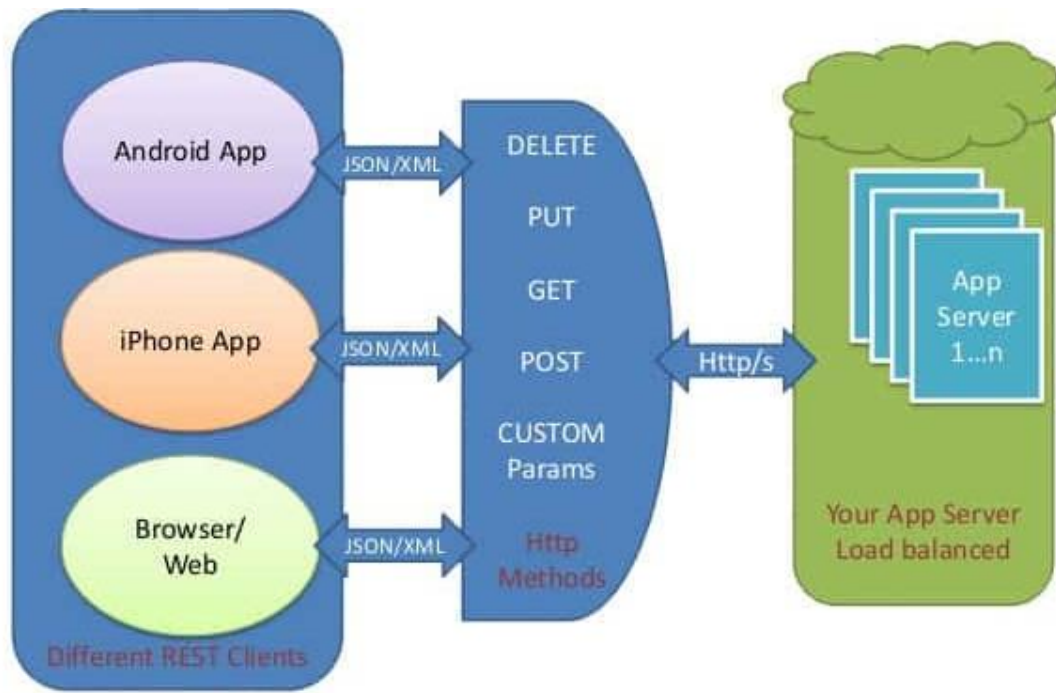 Android App
JSON/XML
iPhone App
JSON/XML
Browser/
Web
JSON/XML
Different REST Clients
DELETE
PUT
GET
POST
CUSTOM
Params
Http
Methods
Http/s
App
Server
1...n
Your App Server
Load balanced